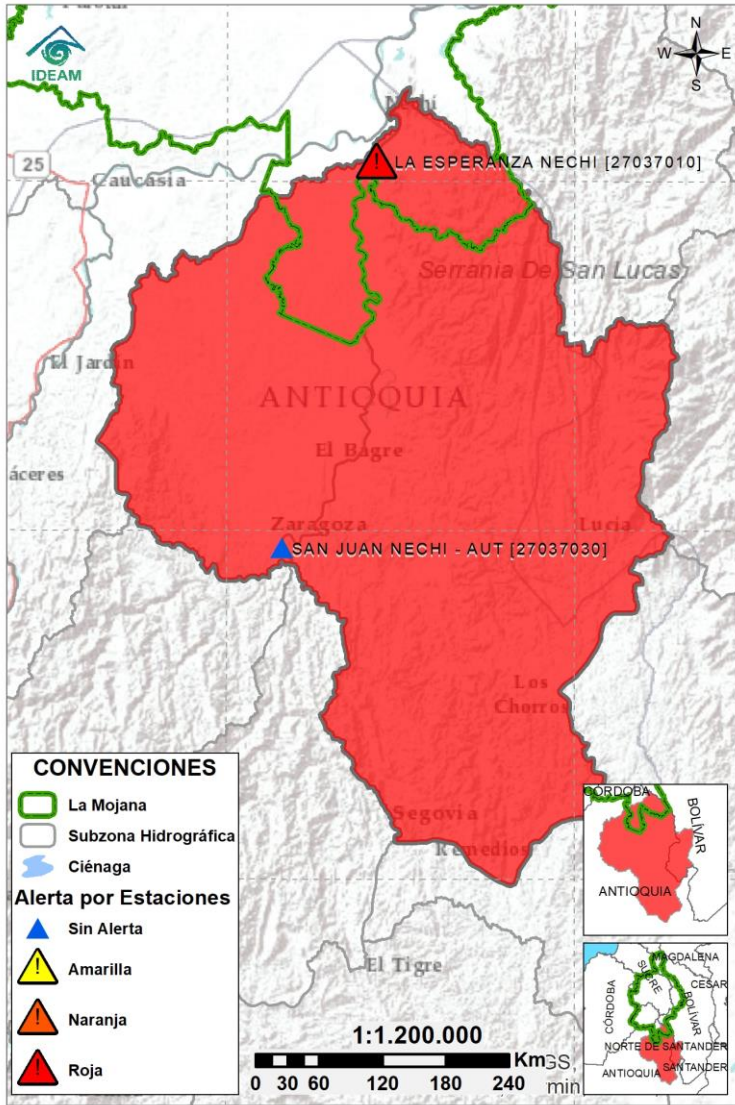 IDEAM
N
W E
S
Nechí
LA ESPERANZA NECHI [27037010]
25
Caucasia
Serrania De San Lucas
El Jardin
ANTIOQUIA
El Bagre
áceres
Zaragoza
Lucia
SAN JUAN NECHI - AUT [27037030]
Los
Chorros
Segovia
Remedios
El Tigre
CONVENCIONES
La Mojana
Subzona Hidrográfica
Ciénaga
Alerta por Estaciones
Sin Alerta
Amarilla
Naranja
Roja
1:1.200.000
Km
0 30 60 120 180 240
GS,
min
CÓRDOBA
BOLÍVAR
ANTIOQUIA
MAGDALENA
SUCRE
CESAR
CÓRDOBA
BOLÍVAR
NORTE DE SANTANDER
ANTIOQUIA
SANTANDER